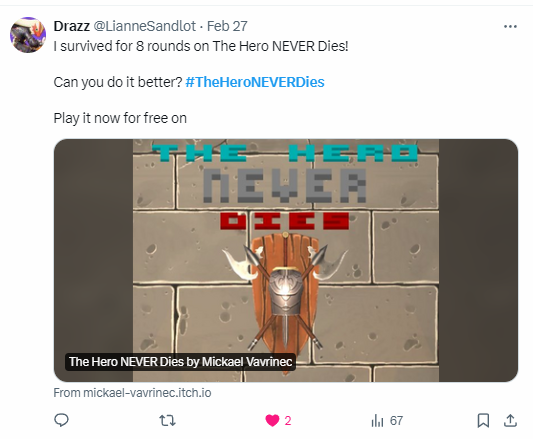 Drazz @LianneSandlot · Feb 27
I survived for 8 rounds on The Hero NEVER Dies!
Can you do it better? #TheHeroNEVERDies
Play it now for free on
THE HERO
NEVER
DIES
The Hero NEVER Dies by Mickael Vavrinec
From mickael-vavrinec.itch.io
2
67